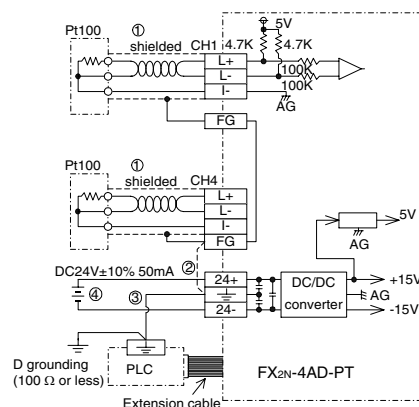 Pt100
①
shielded
CH1
4.7K
5V
4.7K
L+
L-
I-
100K
100K
AG
FG
Pt100
①
shielded
CH4
L+
L-
I-
FG
5V
AG
②
DC24V±10% 50mA
24+
24-
④
③
DC/DC
converter
+15V
AG
-15V
D grounding
(100 Ω or less)
PLC
FX2N-4AD-PT
Extension cable